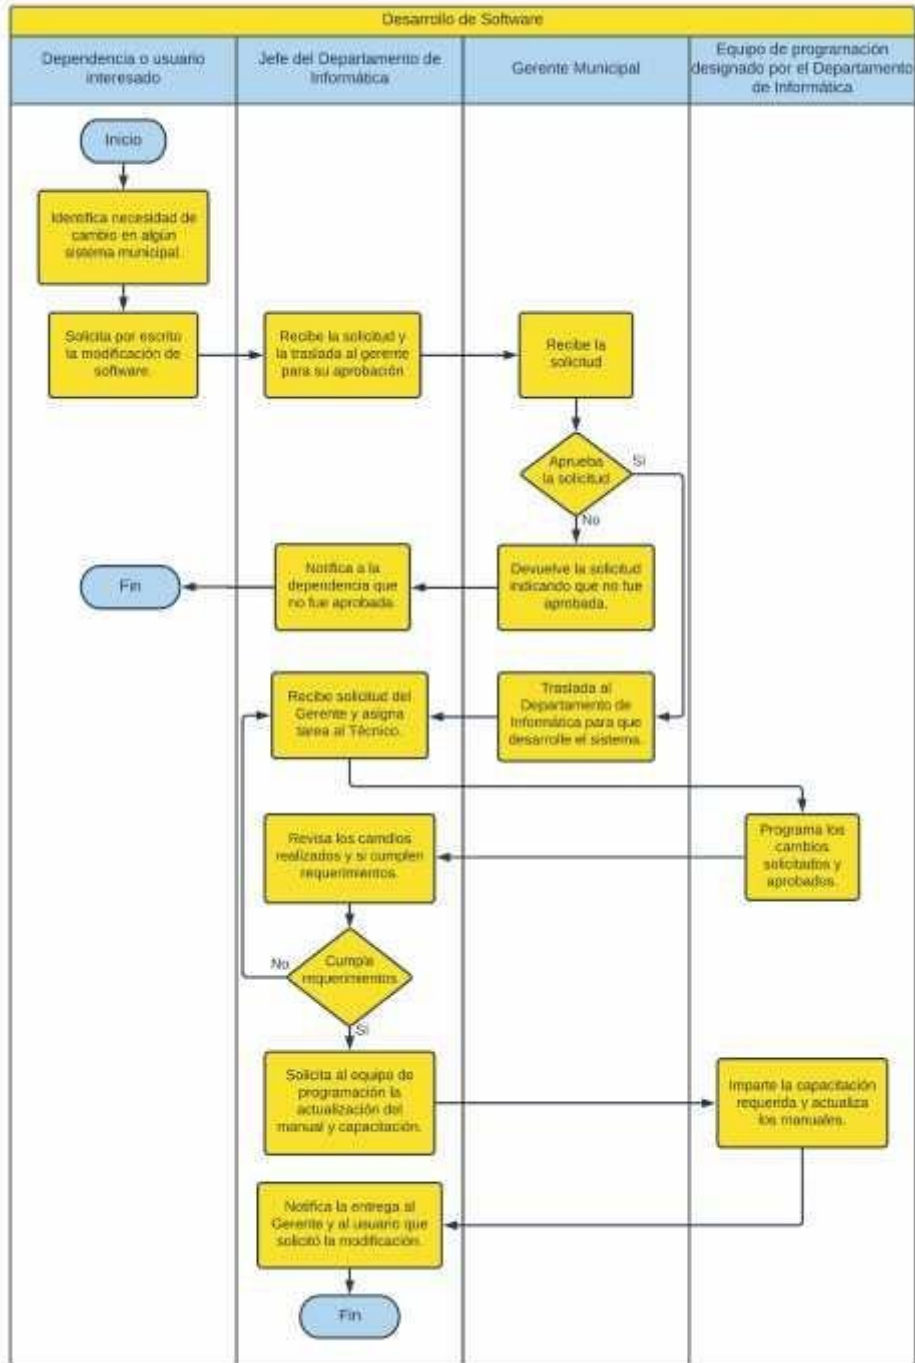 Desarrollo de Software
Dependencia o usuario
interesado
Jefe del Departamento de
Informática
Gerente Municipal
Equipo de programación
designado por el Departamento
de Informática
Inicio
Identifica necesidad de
cambio en algún
sistema municipal.
Solicita por escrito
la modificación de
software.
Recibe la solicitud y
la traslada al gerente
para su aprobación
Recibe la
solicitud
Aprueba
la solicitud
Si
No
Devuelve la solicitud
indicando que no fue
aprobada.
Notifica a la
dependencia que
no fue aprobada.
Fin
Traslada al
Departamento de
Informática para que
desarrolle el sistema.
Recibe solicitud del
Gerente y asigna
tarea al Técnico.
Programa los
cambios
solicitados y
aprobados.
Revisa los cambios
realizados y si cumplen
requerimientos.
Cumple
requerimientos
No
Si
Solicita al equipo de
programación la
actualización del
manual y capacitación.
Imparte la capacitación
requerida y actualiza
los manuales.
Notifica la entrega al
Gerente y al usuario que
solicitó la modificación.
Fin